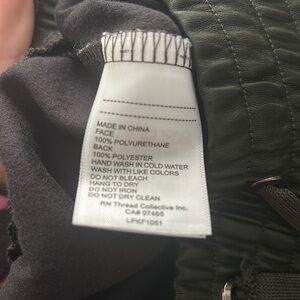 MADE IN CHINA
FACE
100% POLYURETHANE
BACK
100% POLYESTER
HAND WASH IN COLD WATER
WASH WITH LIKE COLORS
DO NOT BLEACH
HANG TO DRY
DO NOT IRON
DO NOT DRY CLEAN
RN Thread Collective Inc.
CA# 07465
LPKF1051